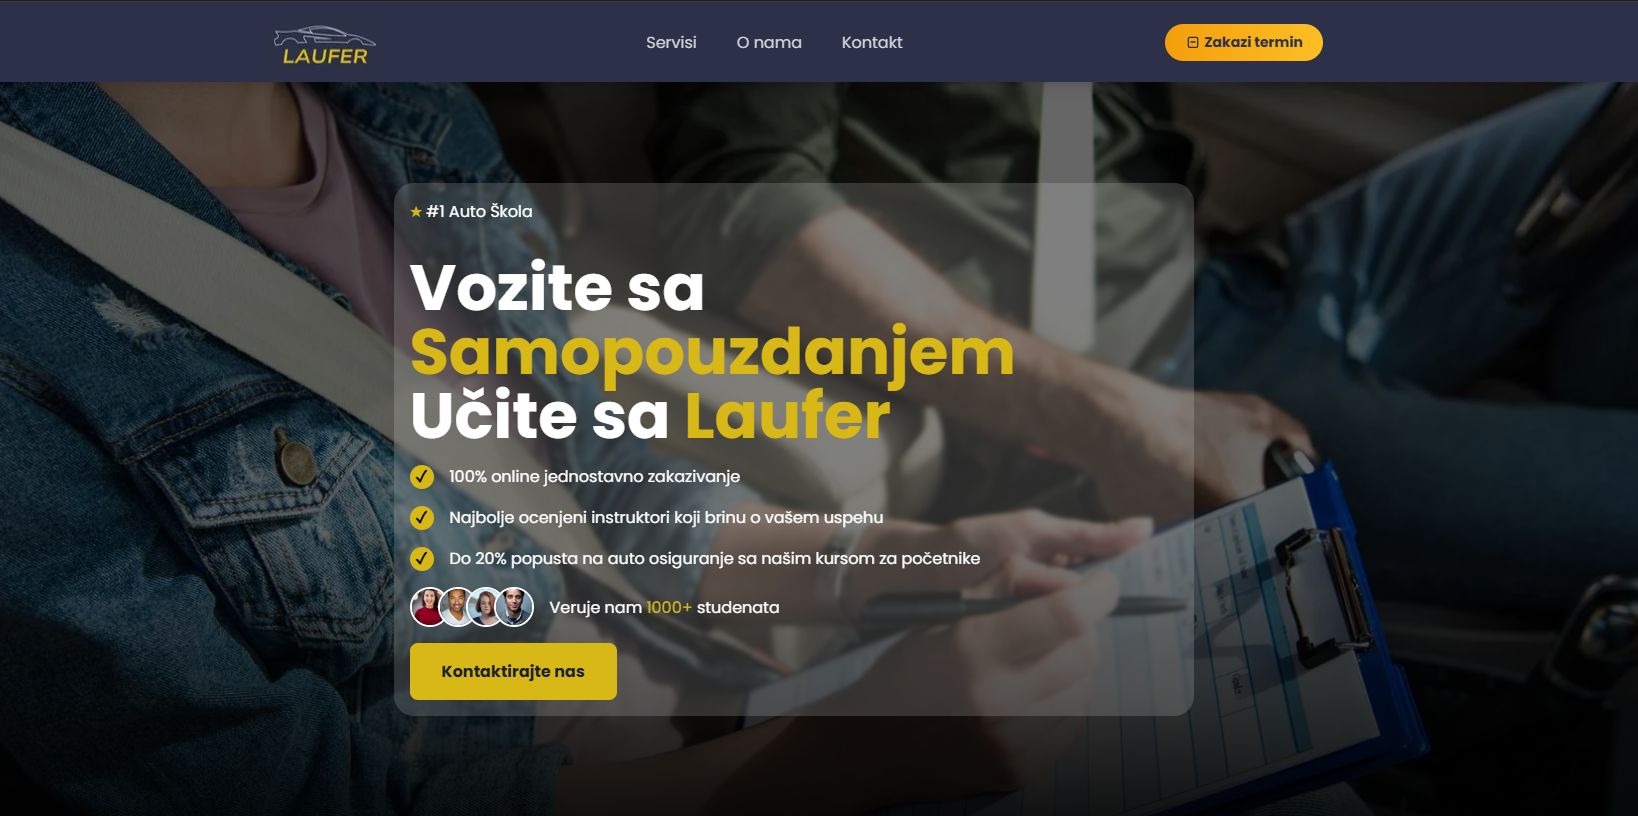 LAUFER
Servisi
O nama
Kontakt
Zakazi termin
#1 Auto Škola
Vozite sa
Samopouzdanjem
Učite sa Laufer
100% online jednostavno zakazivanje
Najbolje ocenjeni instruktori koji brinu o vašem uspehu
Do 20% popusta na auto osiguranje sa našim kursom za početnike
Veruje nam 1000+ studenata
Kontaktirajte nas